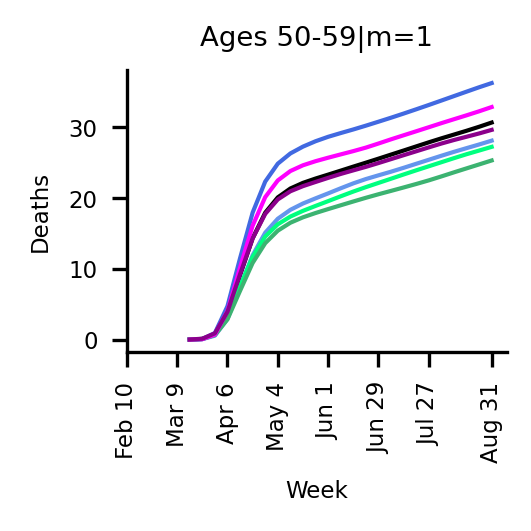 Ages 50-59|m=1
Deaths
30
20
10
0
Feb 10
Mar 9
Apr 6
May 4
Jun 1
Jun 29
Jul 27
Aug 31
Week